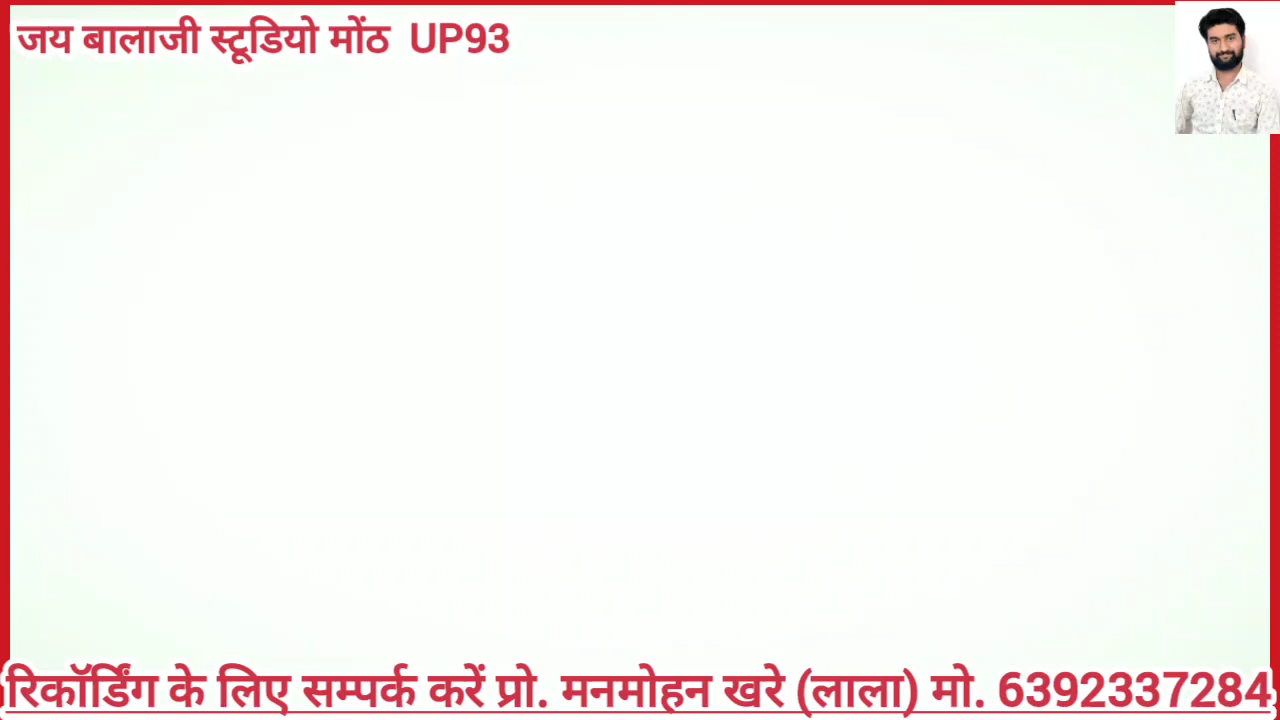 जय बालाजी स्टूडियो मोंठ UP93
रिकॉर्डिंग के लिए सम्पर्क करें प्रो. मनमोहन खरे (लाला) मो. 6392337284